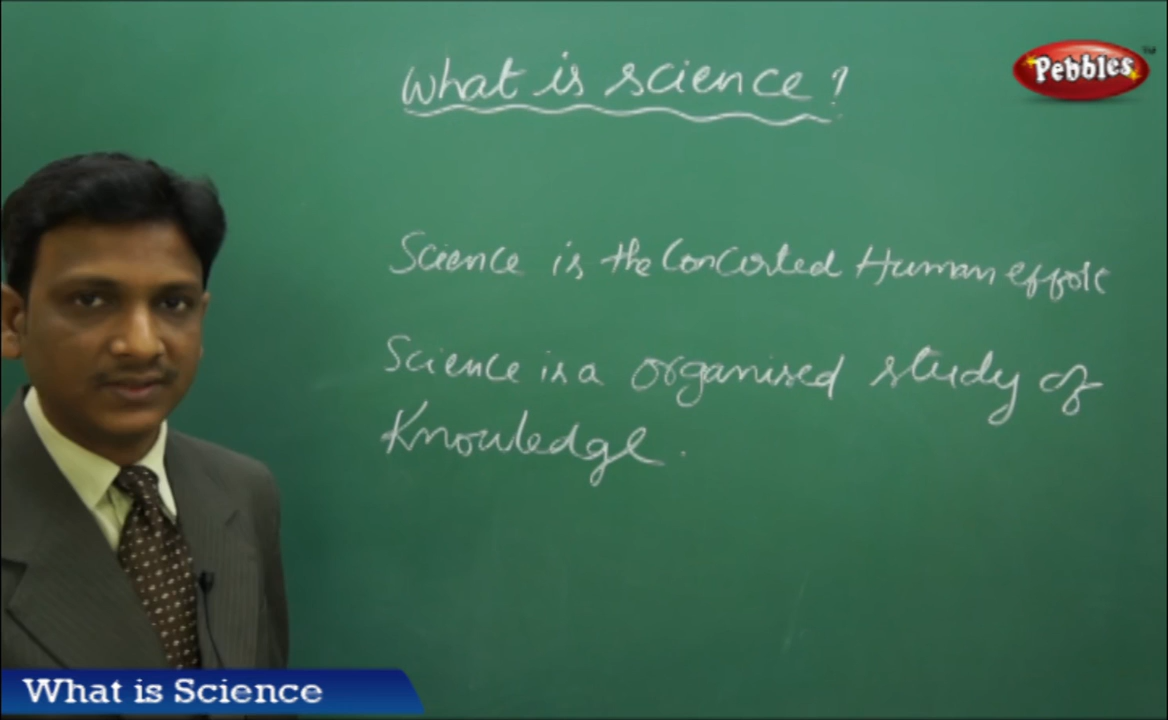 What is science?
Pebbles TM
Science is the Concerted Human effort
Science is a organised study of
Knowledge.
What is Science